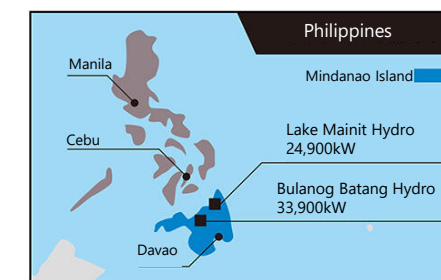 Philippines
Manila
Mindanao Island
Cebu
Lake Mainit Hydro
24,900kW
Bulanog Batang Hydro
33,900kW
Davao